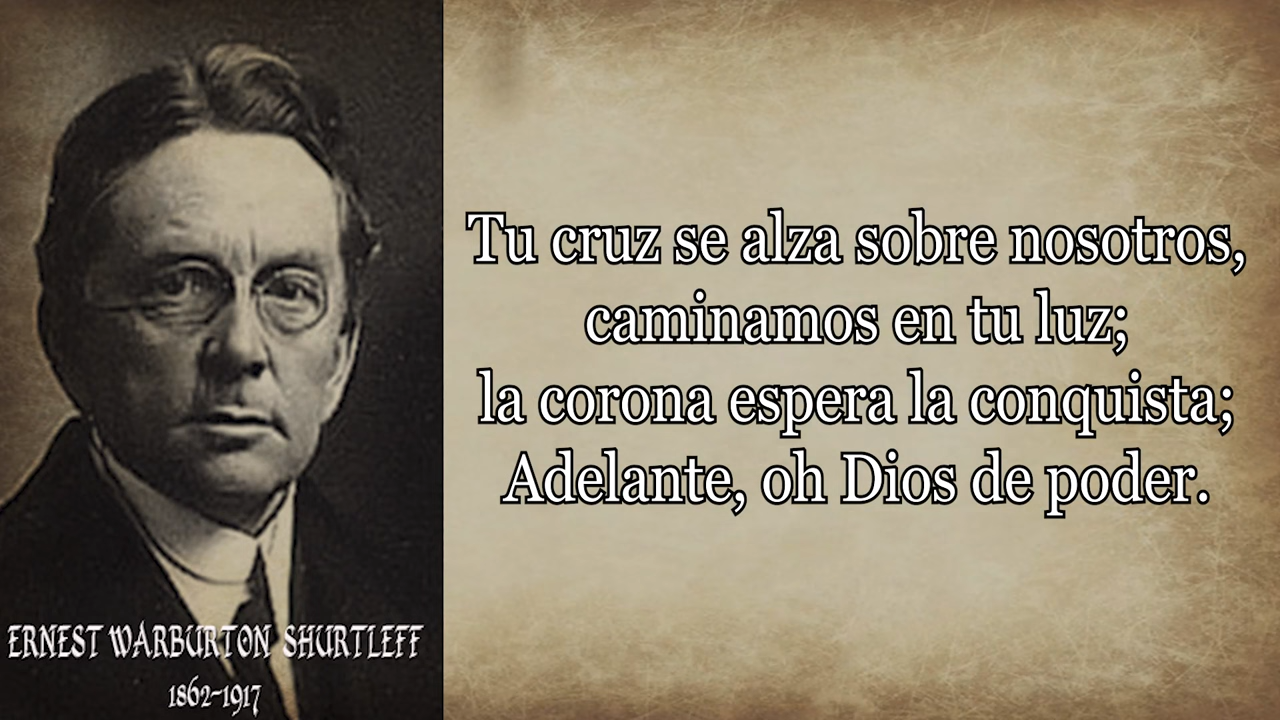 Tu cruz se alza sobre nosotros,
caminamos en tu luz;
la corona espera la conquista;
Adelante, oh Dios de poder.
ERNEST WARBURTON SHURTLEFF
1862-1917